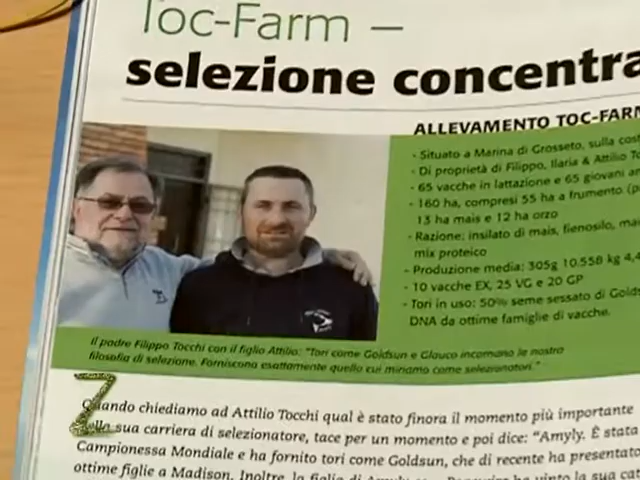 Toc-Farm –
selezione concentra
ALLEVAMENTO TOC-FARM
- Situato a Marina di Grosseto, sulla cost
- Di proprietà di Filippo, Ilaria & Attilio To
- 65 vacche in lattazione e 65 giovani an
- 160 ha, compresi 55 ha a frumento (p
13 ha mais e 12 ha orzo
- Razione: insilato di mais, fienosilo, mai
mix proteico
- Produzione media: 305g 10.558 kg 4,4
- 10 vacche EX, 25 VG e 20 GP
- Tori in uso: 50% seme sessato di Golds
DNA da ottime famiglie di vacche.
Il padre Filippo Tocchi con il figlio Attilio: "Tori come Goldsun e Glauco incarnano la nostra
filosofia di selezione. Forniscono esattamente quello cui miriamo come selezionatori."
Quando chiediamo ad Attilio Tocchi qual è stato finora il momento più importante
della sua carriera di selezionatore, tace per un momento e poi dice: "Amyly. È stata
Campionessa Mondiale e ha fornito tori come Goldsun, che di recente ha presentato
ottime figlie a Madison. Inoltre, la figlia di
ha vinto la sua cat